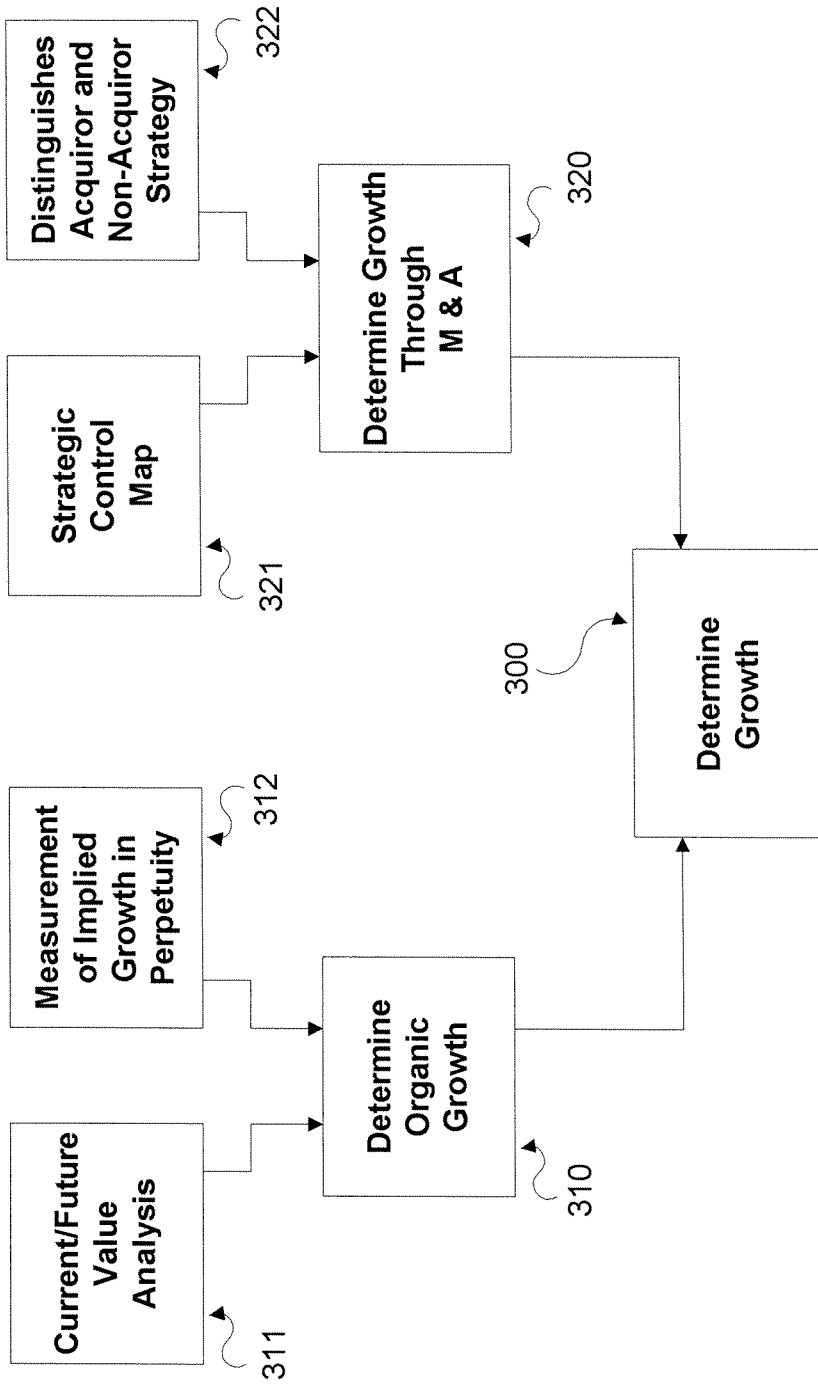 Current/Future
Value
Analysis
311
Measurement
of Implied
Growth in
Perpetuity
312
Strategic
Control
Map
321
Distinguishes
Acquiror and
Non-Acquiror
Strategy
322
Determine
Organic
Growth
310
Determine Growth
Through
M & A
320
300
Determine
Growth